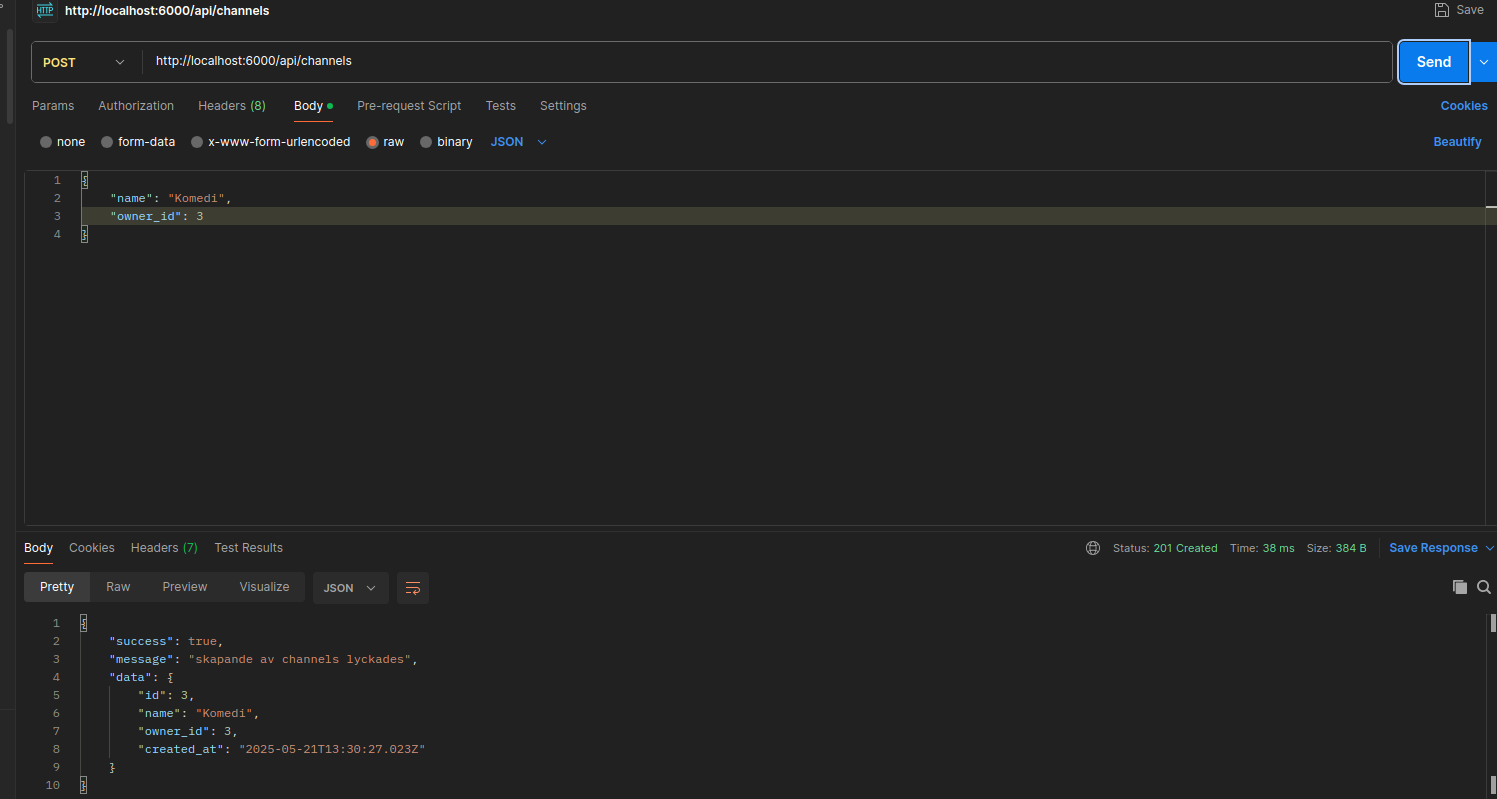 HTTP http://localhost:6000/api/channels Save
POST http://localhost:6000/api/channels Send
Params Authorization Headers (8) Body Pre-request Script Tests Settings Cookies
none form-data x-www-form-urlencoded raw binary JSON Beautify
1 {
2 "name": "Komedi",
3 "owner_id": 3
4 }
Body Cookies Headers (7) Test Results Status: 201 Created Time: 38 ms Size: 384 B Save Response
Pretty Raw Preview Visualize JSON
1 {
2 "success": true,
3 "message": "skapande av channels lyckades",
4 "data": {
5 "id": 3,
6 "name": "Komedi",
7 "owner_id": 3,
8 "created_at": "2025-05-21T13:30:27.023Z"
9 }
10 }